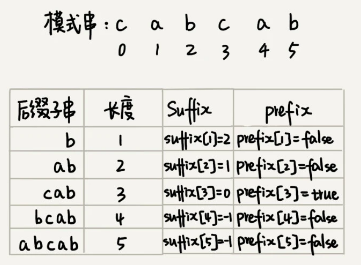 模式串：c a b c a b
0 1 2 3 4 5
后缀子串 长度 Suffix prefix
b 1 suffix[1]=2 prefix[1]=false
ab 2 suffix[2]=1 prefix[2]=false
cab 3 suffix[3]=0 prefix[3]=true
bcab 4 suffix[4]=-1 prefix[4]=false
abcab 5 suffix[5]=-1 prefix[5]=false